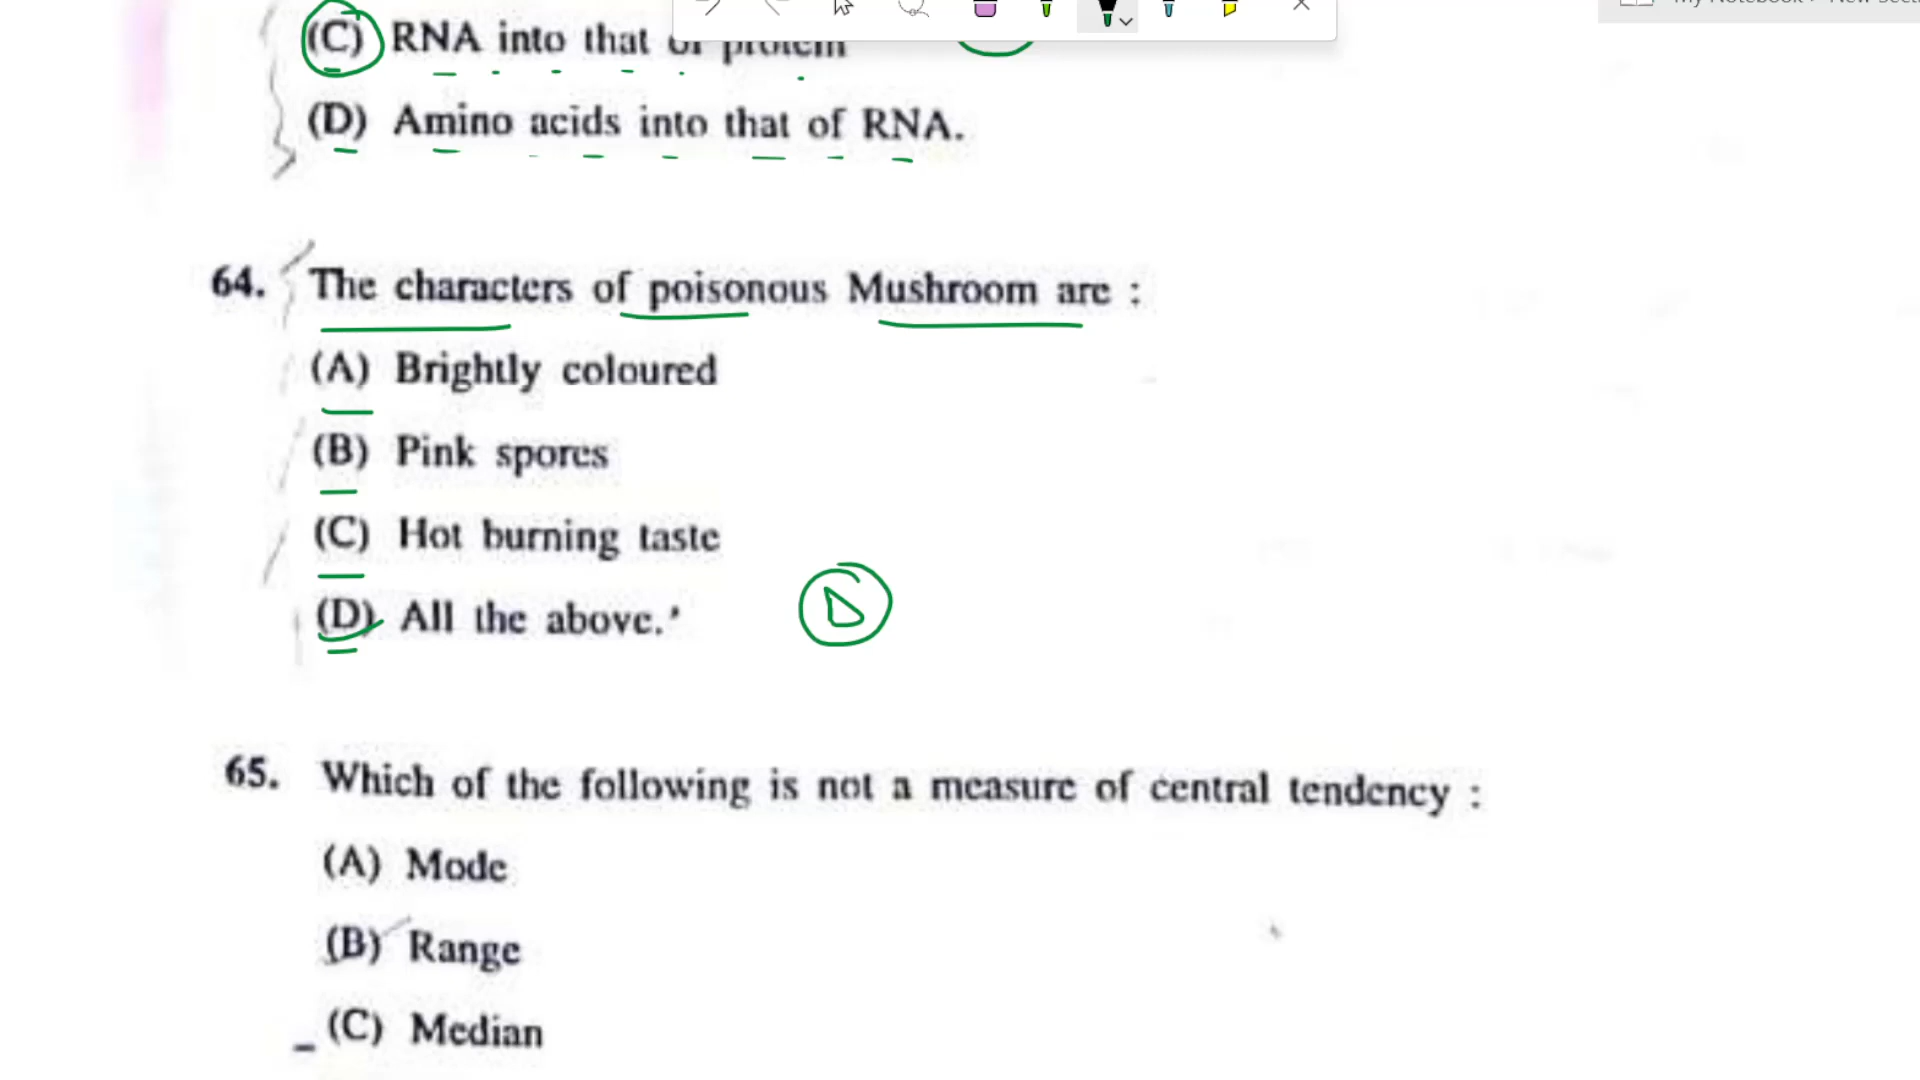 (C) RNA into that of protein
(D) Amino acids into that of RNA.
64. The characters of poisonous Mushroom are :
(A) Brightly coloured
(B) Pink spores
(C) Hot burning taste
(D) All the above.
D
65. Which of the following is not a measure of central tendency :
(A) Mode
(B) Range
(C) Median